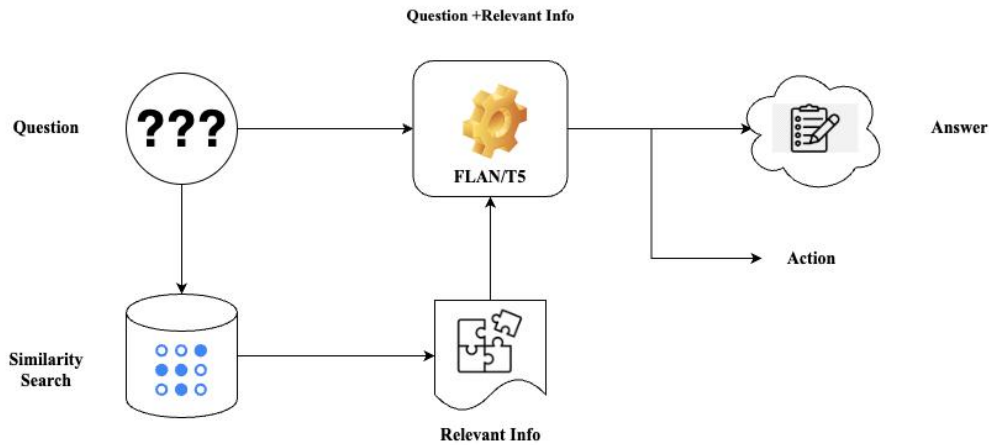 Question +Relevant Info
Question
???
FLAN/T5
Answer
Action
Similarity
Search
Relevant Info